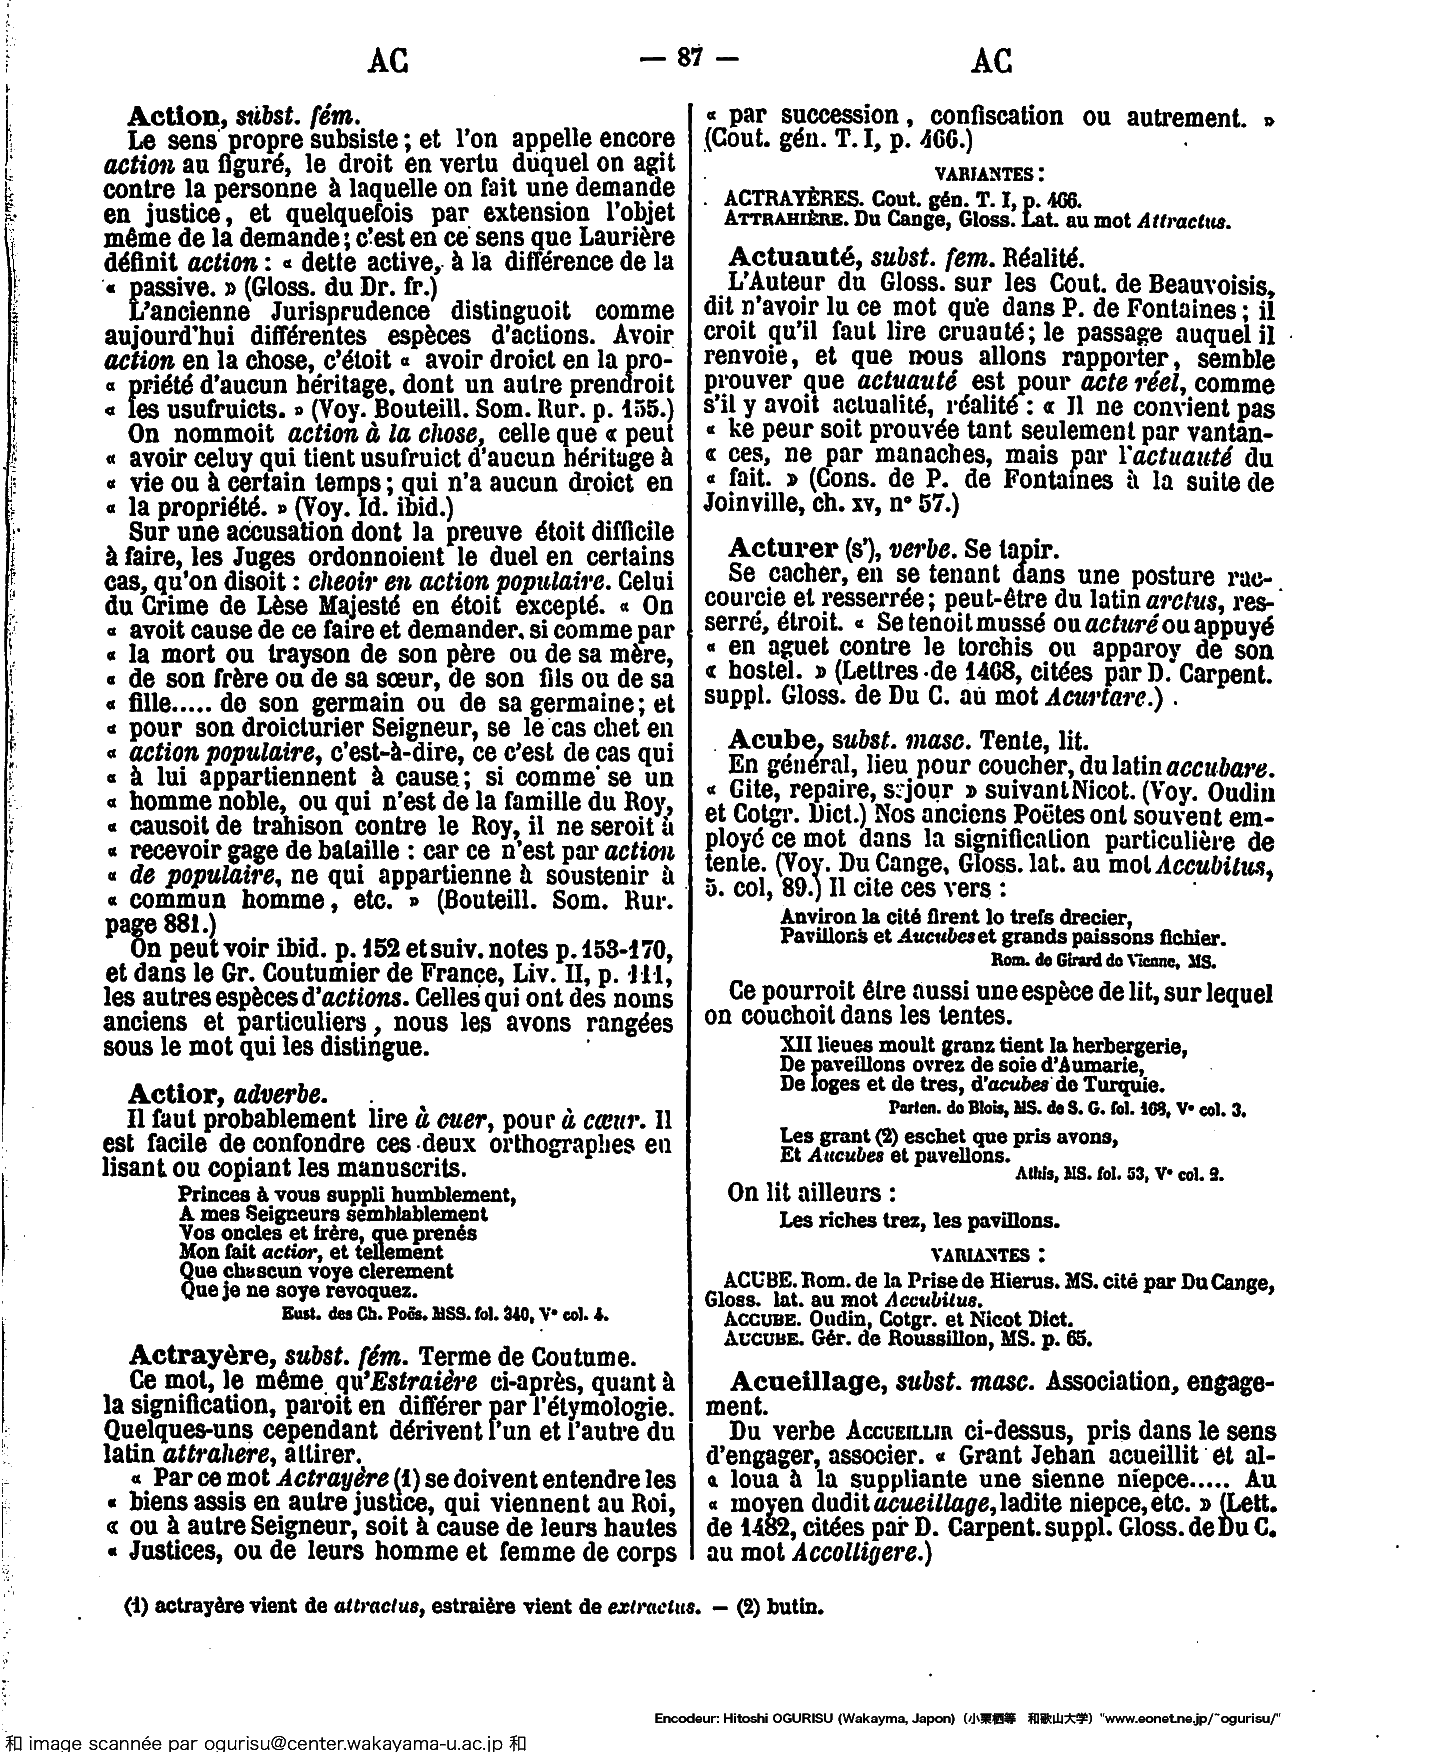 AC — 87 — AC
Action, subst. fém.
Le sens propre subsiste ; et l'on appelle encore
action au figuré, le droit en vertu duquel on agit
contre la personne à laquelle on fait une demande
en justice, et quelquefois par extension l'objet
même de la demande ; c'est en ce sens que Laurière
définit action : « dette active, à la différence de la
« passive. » (Gloss. du Dr. fr.)
L'ancienne Jurisprudence distinguoit comme
aujourd'hui différentes espèces d'actions. Avoir
action en la chose, c'étoit « avoir droict en la pro-
« priété d'aucun héritage, dont un autre prendroit
« les usufruicts. » (Voy. Bouteill. Som. Rur. p. 155.)
On nommoit action à la chose, celle que « peut
« avoir celuy qui tient usufruict d'aucun héritage à
« vie ou à certain temps ; qui n'a aucun droict en
« la propriété. » (Voy. Id. ibid.)
Sur une accusation dont la preuve étoit difficile
à faire, les Juges ordonnoient le duel en certains
cas, qu'on disoit : cheoir en action populaire. Celui
du Crime de Lèse Majesté en étoit excepté. « On
« avoit cause de ce faire et demander, si comme par
« la mort ou trayson de son père ou de sa mère,
« de son frère ou de sa sœur, de son fils ou de sa
« fille..... de son germain ou de sa germaine ; et
« pour son droicturier Seigneur, se le cas chet en
« action populaire, c'est-à-dire, ce c'est de cas qui
« à lui appartiennent à cause ; si comme se un
« homme noble, ou qui n'est de la famille du Roy,
« causoit de trahison contre le Roy, il ne seroit à
« recevoir gage de bataille : car ce n'est par action
« de populaire, ne qui appartienne à soustenir à
« commun homme, etc. » (Bouteill. Som. Rur.
page 881.)
On peut voir ibid. p. 152 et suiv. notes p. 153-170,
et dans le Gr. Coutumier de France, Liv. II, p. 111,
les autres espèces d'actions. Celles qui ont des noms
anciens et particuliers, nous les avons rangées
sous le mot qui les distingue.
Actior, adverbe.
Il faut probablement lire à cuer, pour à cœur. Il
est facile de confondre ces deux orthographes en
lisant ou copiant les manuscrits.
Princes à vous suppli humblement,
A mes Seigneurs semblablement
Vos oncles et frère, que prenés
Mon fait actior, et tellement
Que chascun voye clerement
Que je ne soye revoquez.
Eust. des Ch. Poës. MSS. fol. 340, V° col. 4.
Actrayère, subst. fém. Terme de Coutume.
Ce mot, le même qu'Estraière ci-après, quant à
la signification, paroit en différer par l'étymologie.
Quelques-uns cependant dérivent l'un et l'autre du
latin attrahere, attirer.
« Par ce mot Actrayère (1) se doivent entendre les
« biens assis en autre justice, qui viennent au Roi,
« ou à autre Seigneur, soit à cause de leurs hautes
« Justices, ou de leurs homme et femme de corps
« par succession, confiscation ou autrement. »
(Cout. gén. T. I, p. 466.)
VARIANTES :
ACTRAYÈRES. Cout. gén. T. I, p. 466.
ATTRAHIÈRE. Du Cange, Gloss. Lat. au mot Attractus.
Actuauté, subst. fem. Réalité.
L'Auteur du Gloss. sur les Cout. de Beauvoisis,
dit n'avoir lu ce mot que dans P. de Fontaines ; il
croit qu'il faut lire cruauté ; le passage auquel il
renvoie, et que nous allons rapporter, semble
prouver que actuauté est pour acte réel, comme
s'il y avoit actualité, réalité : « Il ne convient pas
« ke peur soit prouvée tant seulement par vantan-
« ces, ne par manaches, mais par l'actuauté du
« fait. » (Cons. de P. de Fontaines à la suite de
Joinville, ch. xv, n° 57.)
Acturer (s'), verbe. Se tapir.
Se cacher, en se tenant dans une posture rac-
courcie et resserrée ; peut-être du latin arctus, res-
serré, étroit. « Se tenoit mussé ou acturé ou appuyé
« en aguet contre le torchis ou apparoy de son
« hostel. » (Lettres de 1468, citées par D. Carpent.
suppl. Gloss. de Du C. au mot Acurtare.)
Acube, subst. masc. Tente, lit.
En général, lieu pour coucher, du latin accubare.
« Gite, repaire, séjour » suivant Nicot. (Voy. Oudin
et Cotgr. Dict.) Nos anciens Poëtes ont souvent em-
ployé ce mot dans la signification particulière de
tente. (Voy. Du Cange, Gloss. lat. au mot Accubitus,
5. col, 89.) Il cite ces vers :
Anviron la cité firent lo trefs drecier,
Pavillons et Aucubes et grands paissons fichier.
Rom. de Girard de Vienne, MS.
Ce pourroit être aussi une espèce de lit, sur lequel
on couchoit dans les tentes.
XII lieues moult granz tient la herbergerie,
De paveillons ovrez de soie d'Aumarie,
De loges et de tres, d'acubes de Turquie.
Parten. de Blois, MS. de S. G. fol. 168, V° col. 3.
Les grant (2) eschet que pris avons,
Et Aucubes et pavellons.
Athis, MS. fol. 53, V° col. 2.
On lit ailleurs :
Les riches trez, les pavillons.
VARIANTES :
ACUBE. Rom. de la Prise de Hierus. MS. cité par Du Cange,
Gloss. lat. au mot Accubitus.
ACCUBE. Oudin, Cotgr. et Nicot Dict.
AUCUBE. Gér. de Roussillon, MS. p. 65.
Acueillage, subst. masc. Association, engage-
ment.
Du verbe ACCUEILLIR ci-dessus, pris dans le sens
d'engager, associer. « Grant Jehan acueillit et al-
« loua à la suppliante une sienne niepce..... Au
« moyen dudit acueillage, ladite niepce, etc. » (Lett.
de 1482, citées par D. Carpent. suppl. Gloss. de Du C.
au mot Accolligere.)
(1) actrayère vient de attractus, estraière vient de extractus. — (2) butin.
Encodeur: Hitoshi OGURISU (Wakayma, Japon)（小栗栖等 和歌山大学）"www.eonet.ne.jp/~ogurisu/"
和 image scannée par ogurisu@center.wakayama-u.ac.jp 和